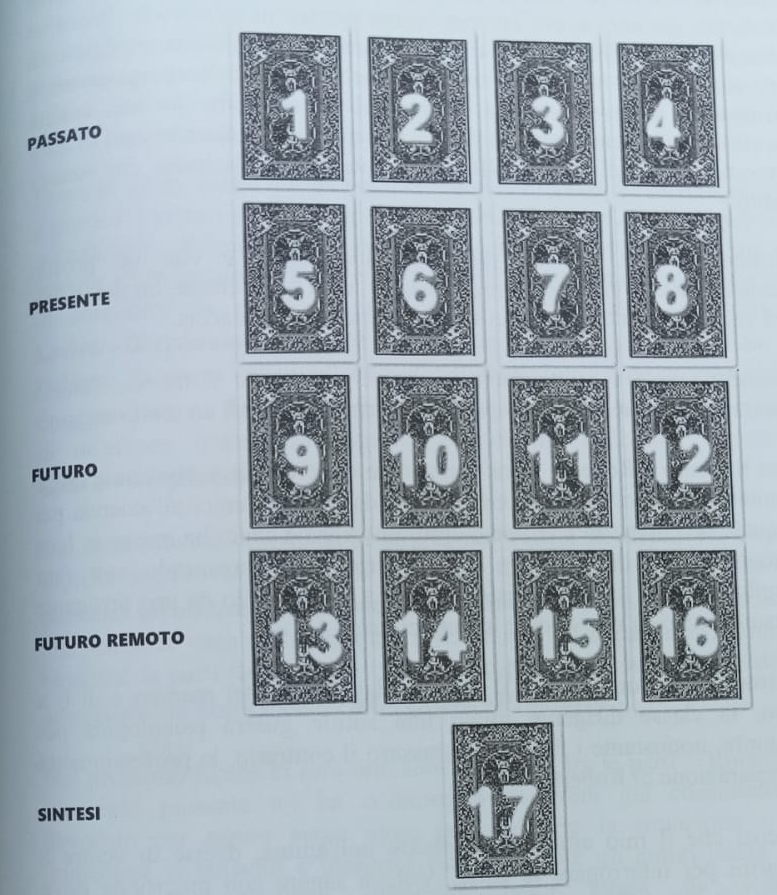 1 2 3 4
PASSATO
5 6 7 8
PRESENTE
9 10 11 12
FUTURO
13 14 15 16
FUTURO REMOTO
17
SINTESI